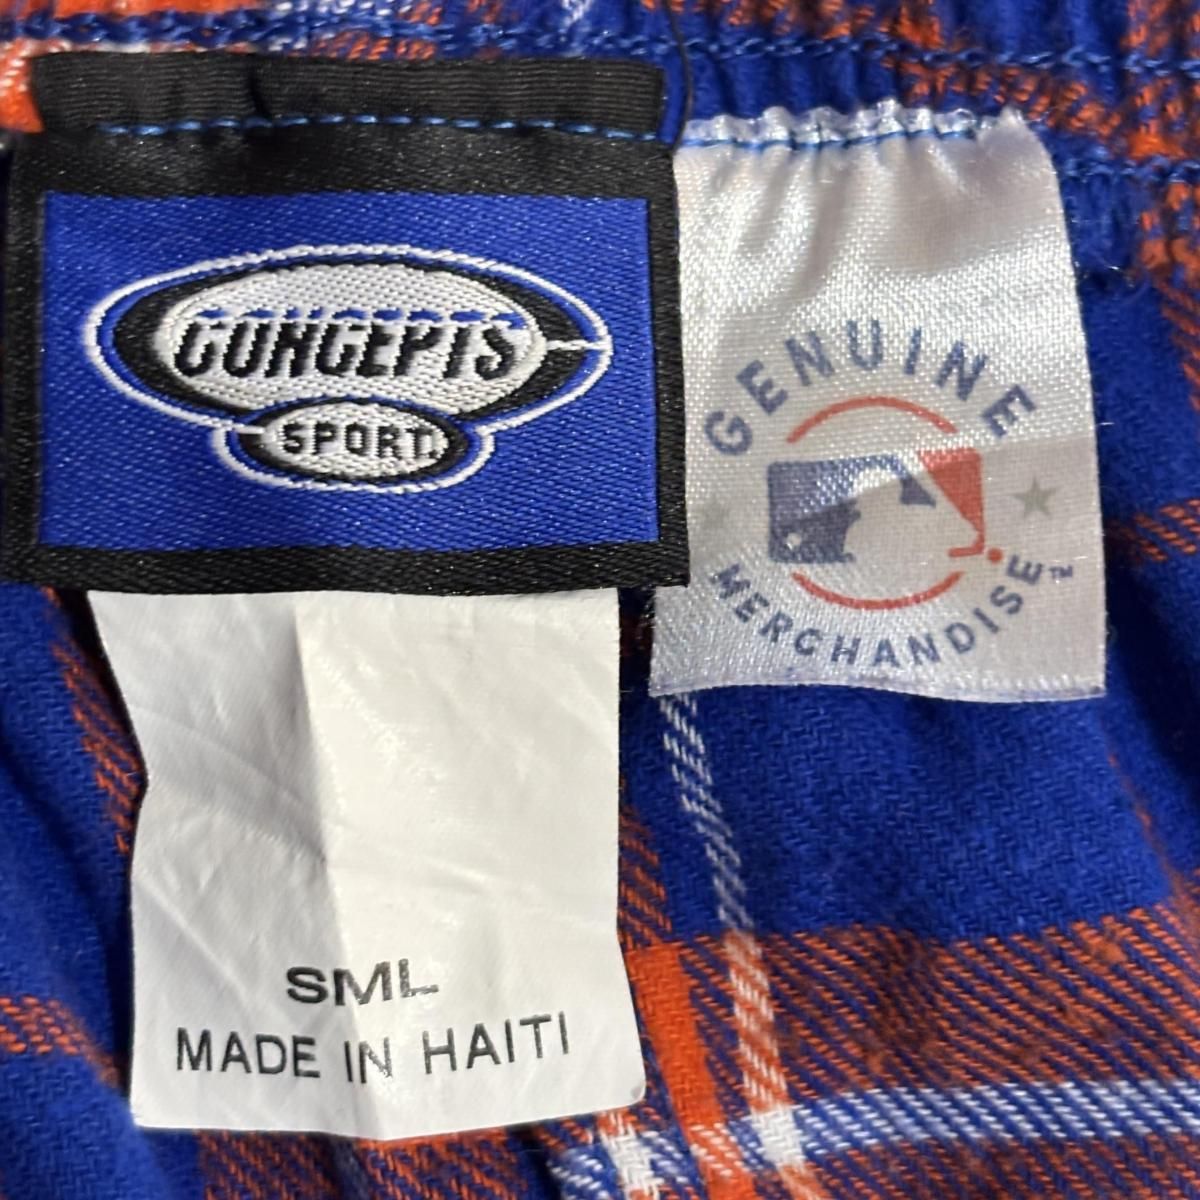 CONCEPTS
SPORT.
GENUINE
MERCHANDISE™
SML
MADE IN HAITI